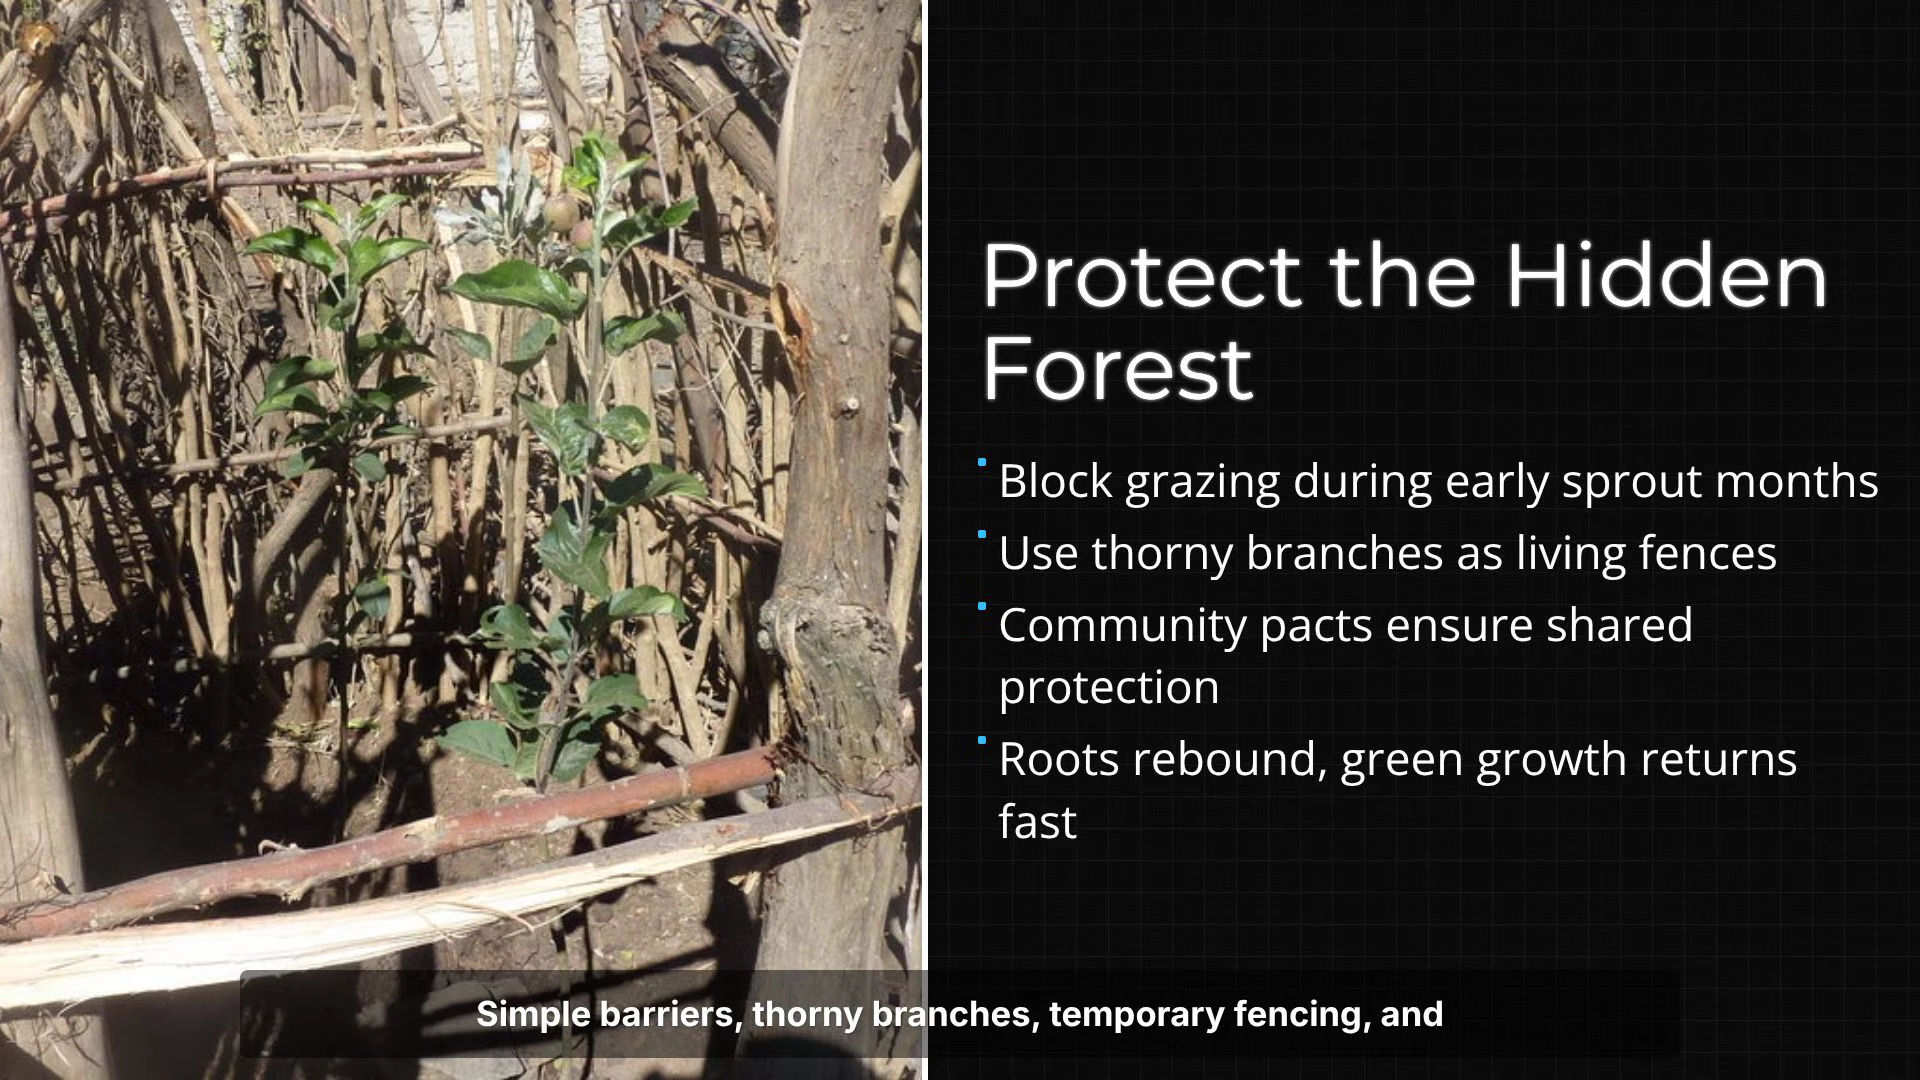 Protect the Hidden
Forest
Block grazing during early sprout months
Use thorny branches as living fences
Community pacts ensure shared
protection
Roots rebound, green growth returns
fast
Simple barriers, thorny branches, temporary fencing, and